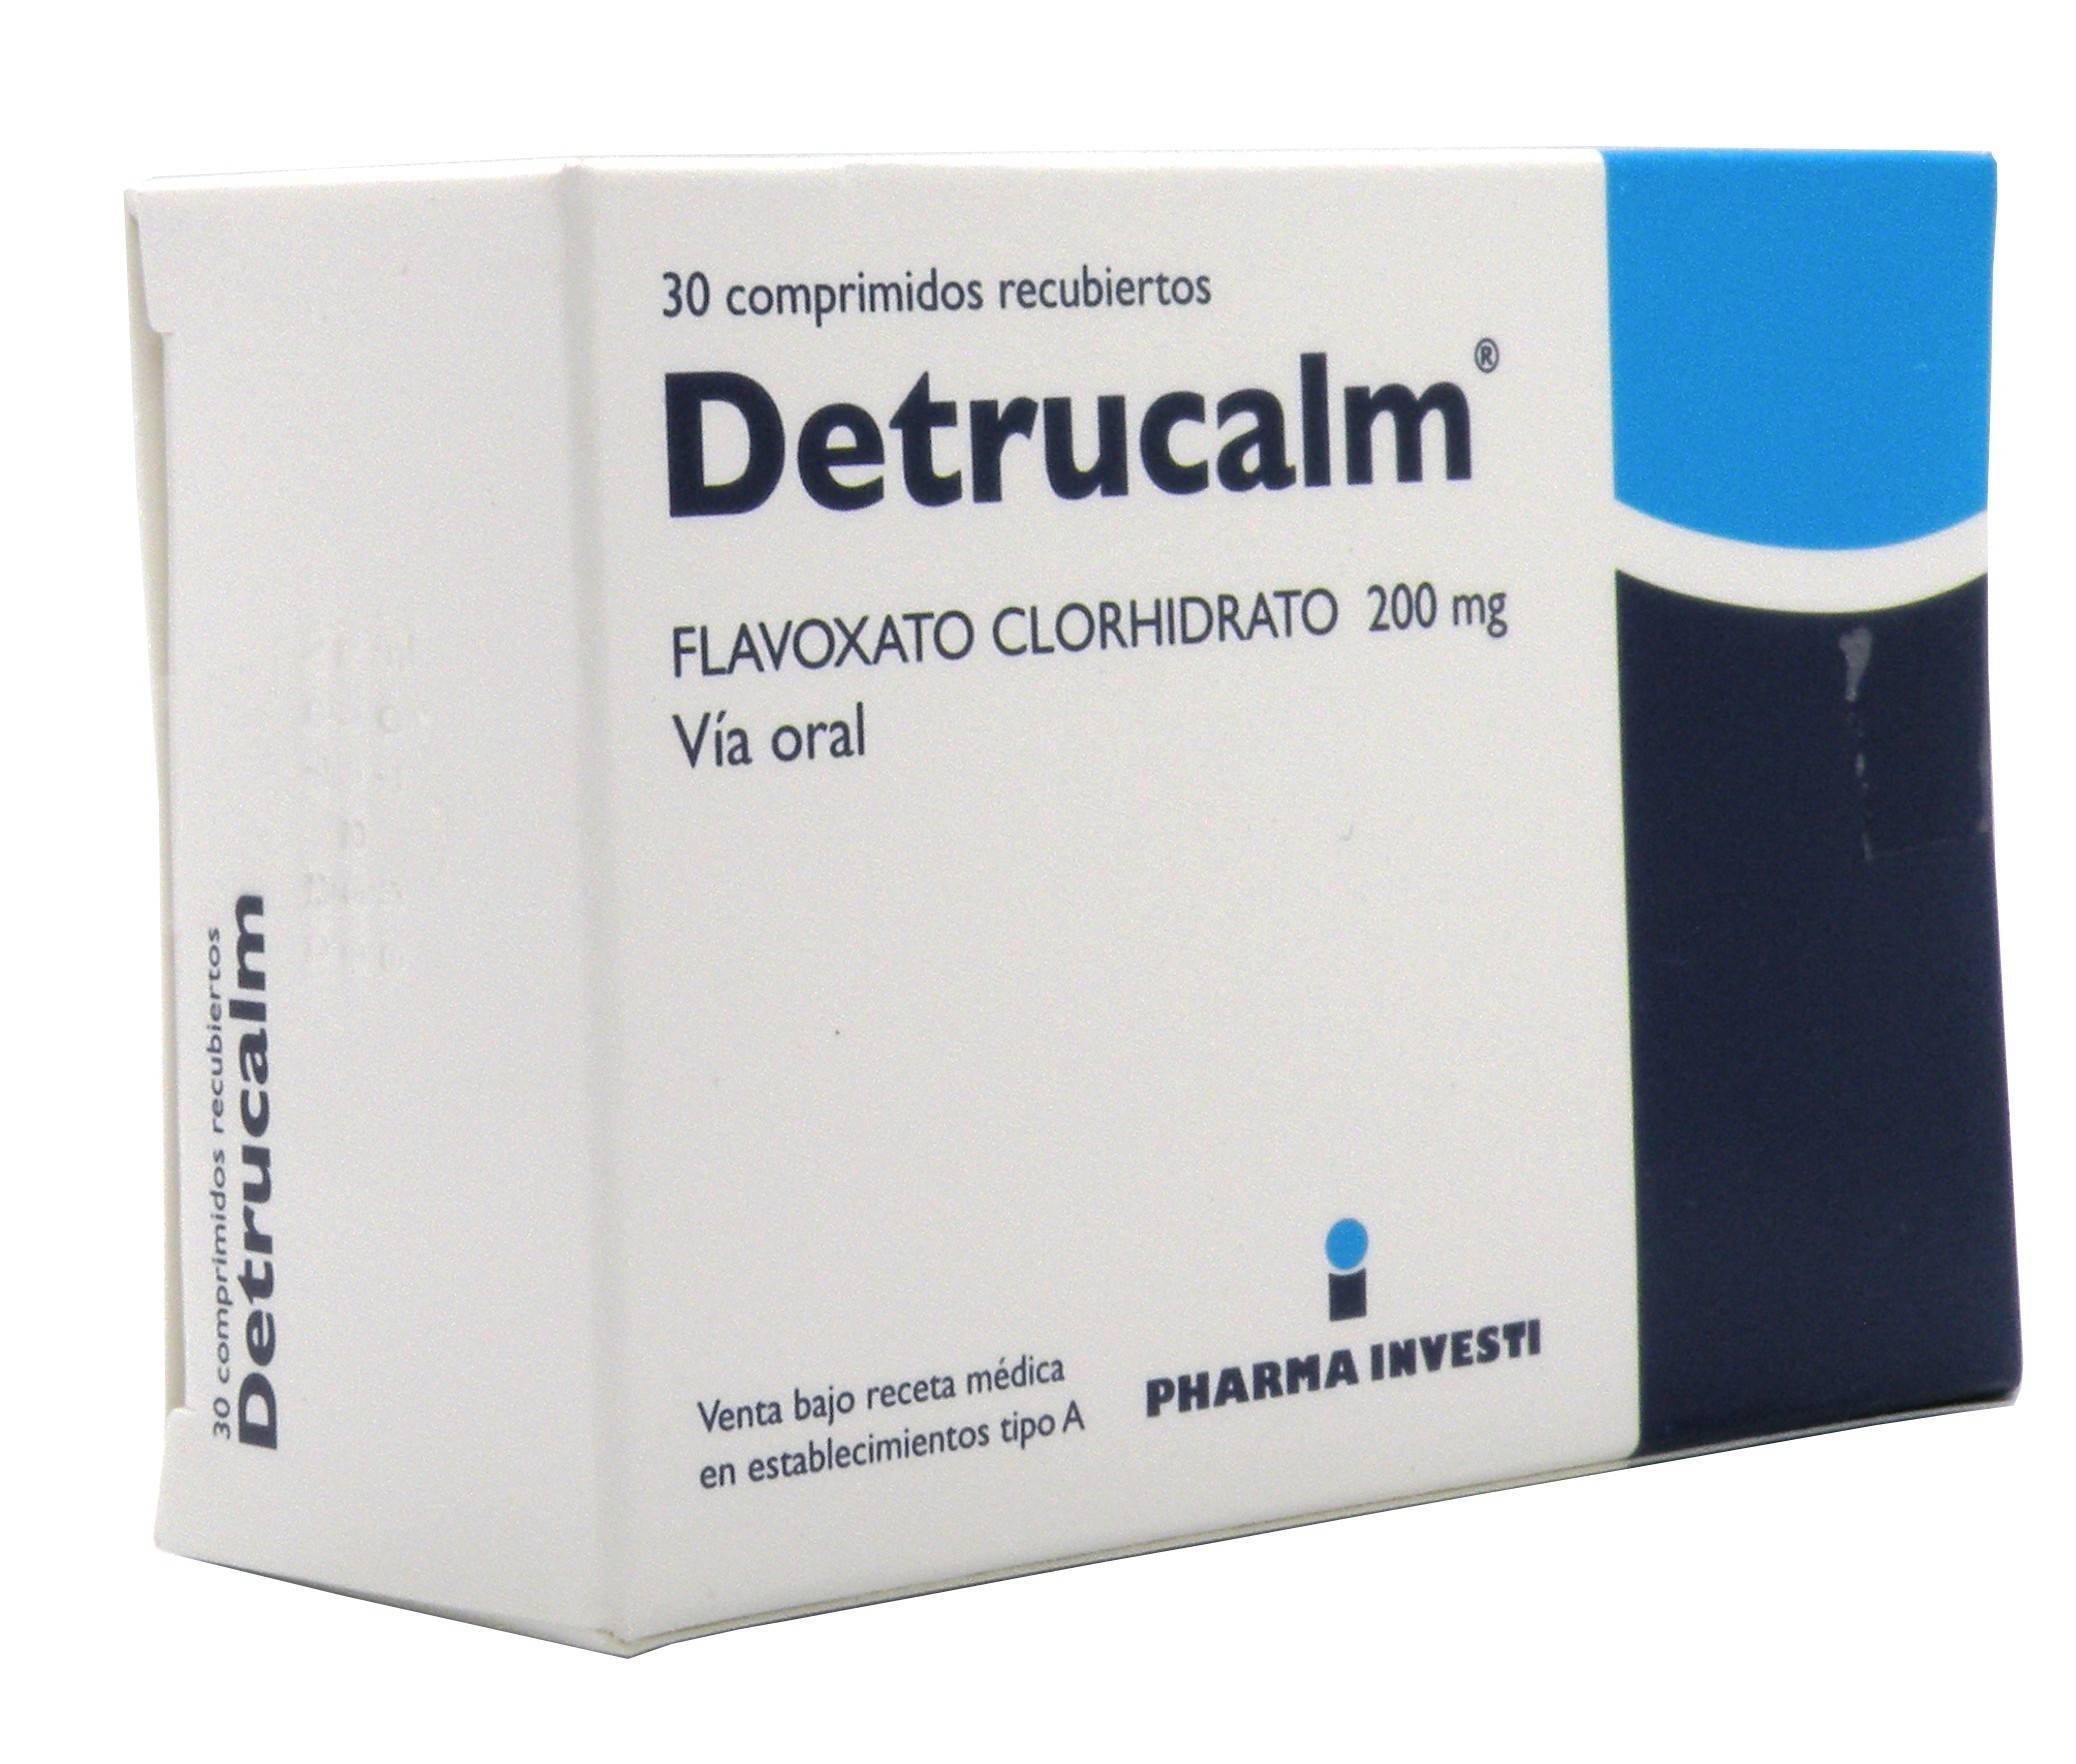 30 comprimidos recubiertos
Detrucalm®
FLAVOXATO CLORHIDRATO 200 mg
Vía oral
Venta bajo receta médica
en establecimientos tipo A
PHARMA INVESTI
30 comprimidos recubiertos
Detrucalm